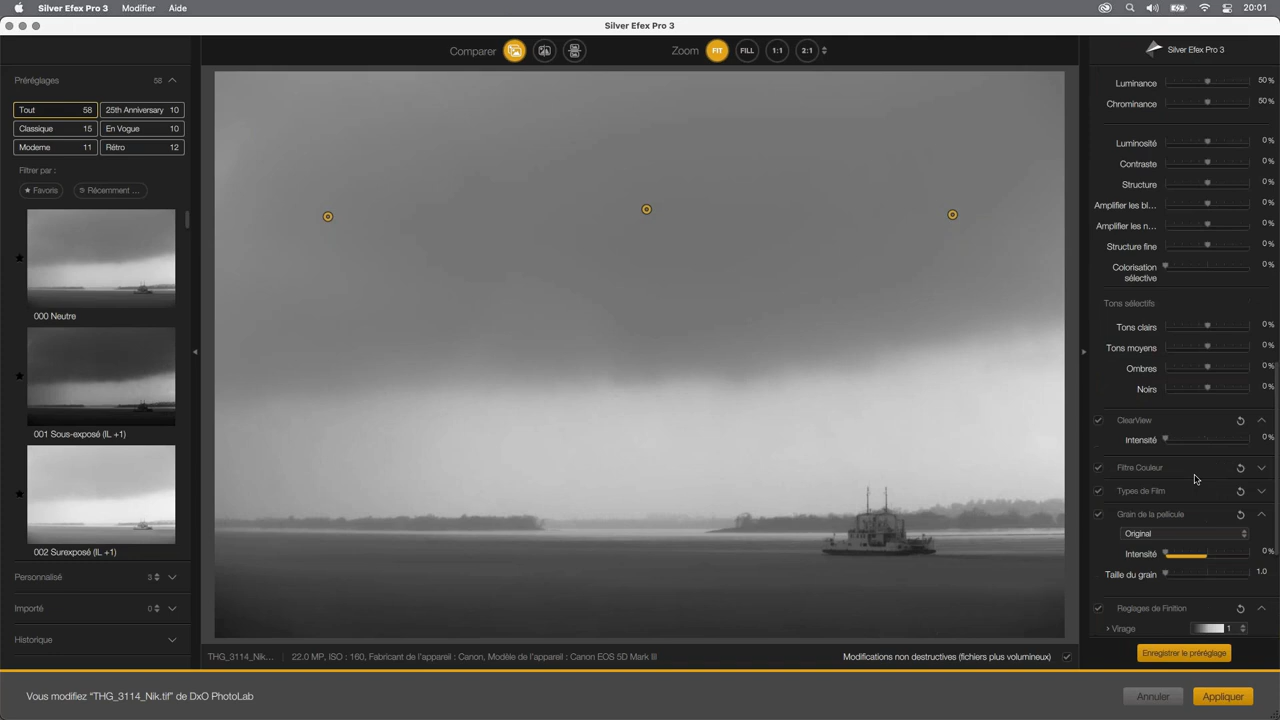 Silver Efex Pro 3 Modifier Aide 20:01
Silver Efex Pro 3
Comparer Zoom FIT FILL 1:1 2:1
Silver Efex Pro 3
Préréglages 58
Tout 58
25th Anniversary 10
Classique 15
En Vogue 10
Moderne 11
Rétro 12
Filtrer par :
Favoris
Récemment ...
000 Neutre
001 Sous-exposé (IL +1)
002 Surexposé (IL +1)
Personnalisé 3
Importé 0
Historique
Luminance 50 %
Chrominance 50 %
Luminosité 0 %
Contraste 0 %
Structure 0 %
Amplifier les bl... 0 %
Amplifier les n... 0 %
Structure fine 0 %
Colorisation 0 %
sélective
Tons sélectifs
Tons clairs 0 %
Tons moyens 0 %
Ombres 0 %
Noirs 0 %
ClearView
Intensité 0 %
Filtre Couleur
Types de Film
Grain de la pellicule
Original
Intensité 0 %
Taille du grain 1.0
Reglages de Finition
Virage 1
Enregistrer le préréglage
THG_3114_Nik... 22.0 MP, ISO : 160, Fabricant de l'appareil : Canon, Modèle de l'appareil : Canon EOS 5D Mark III
Modifications non destructives (fichiers plus volumineux)
Vous modifiez “THG_3114_Nik.tif” de DxO PhotoLab
Annuler
Appliquer